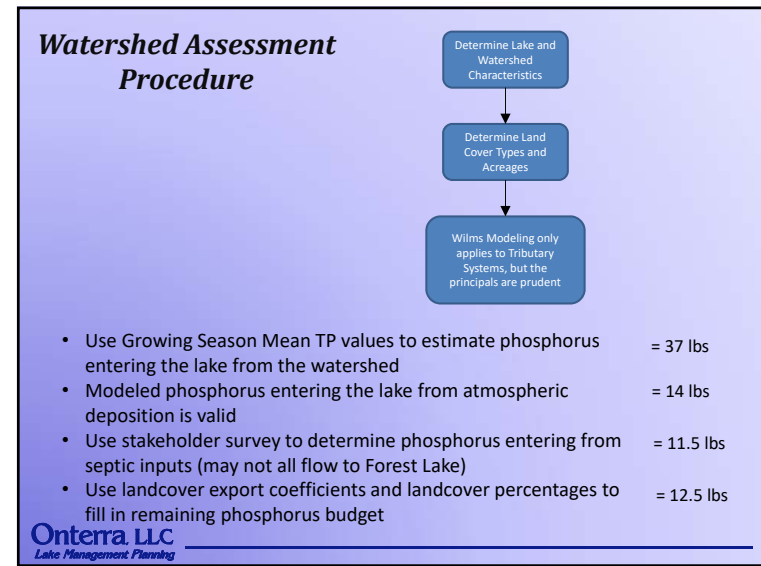 Watershed Assessment
Procedure
Determine Lake and
Watershed
Characteristics
Determine Land
Cover Types and
Acreages
Wilms Modeling only
applies to Tributary
Systems, but the
principals are prudent
• Use Growing Season Mean TP values to estimate phosphorus
entering the lake from the watershed
= 37 lbs
• Modeled phosphorus entering the lake from atmospheric
deposition is valid
= 14 lbs
• Use stakeholder survey to determine phosphorus entering from
septic inputs (may not all flow to Forest Lake)
= 11.5 lbs
• Use landcover export coefficients and landcover percentages to
fill in remaining phosphorus budget
= 12.5 lbs
Onterra LLC
Lake Management Planning